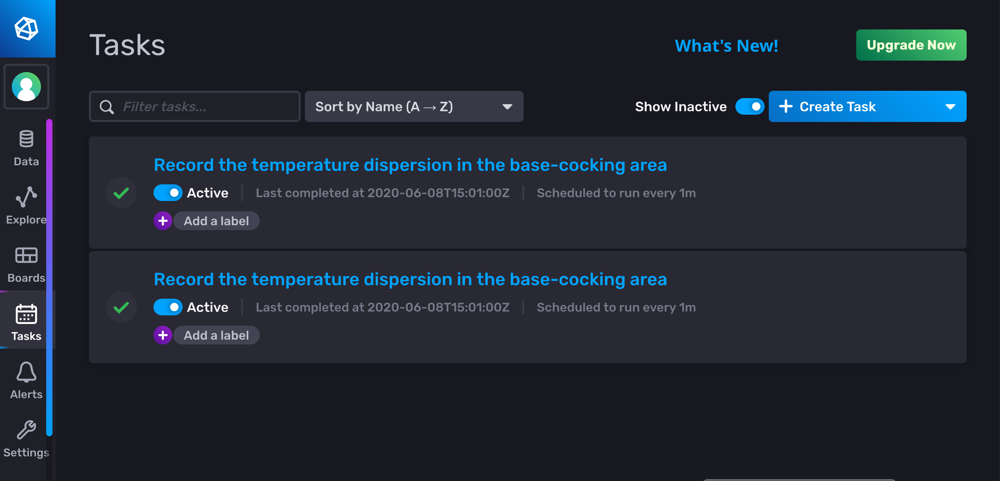 Tasks
What's New!
Upgrade Now
Filter tasks...
Sort by Name (A → Z)
Show Inactive
Create Task
Data
Explore
Boards
Tasks
Alerts
Settings
Record the temperature dispersion in the base-cocking area
Active
Last completed at 2020-06-08T15:01:00Z
Scheduled to run every 1m
Add a label
Record the temperature dispersion in the base-cocking area
Active
Last completed at 2020-06-08T15:01:00Z
Scheduled to run every 1m
Add a label